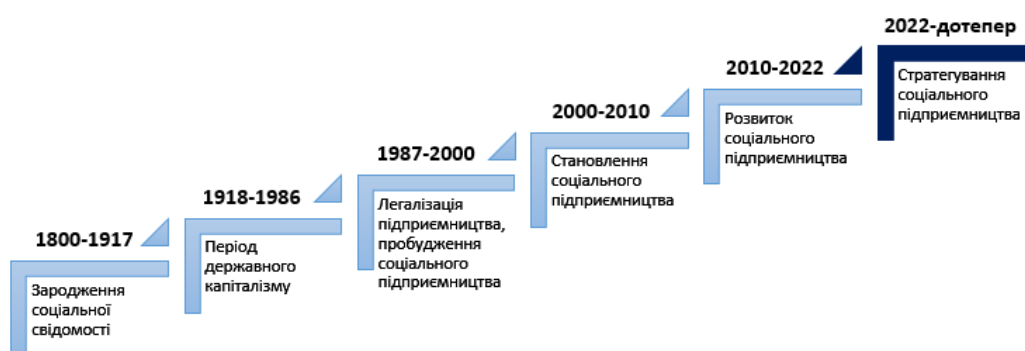 1800-1917
Зародження
соціальної
свідомості
1918-1986
Період
державного
капіталізму
1987-2000
Легалізація
підприємництва,
пробудження
соціального
підприємництва
2000-2010
Становлення
соціального
підприємництва
2010-2022
Розвиток
соціального
підприємництва
2022-дотепер
Стратегування
соціального
підприємництва